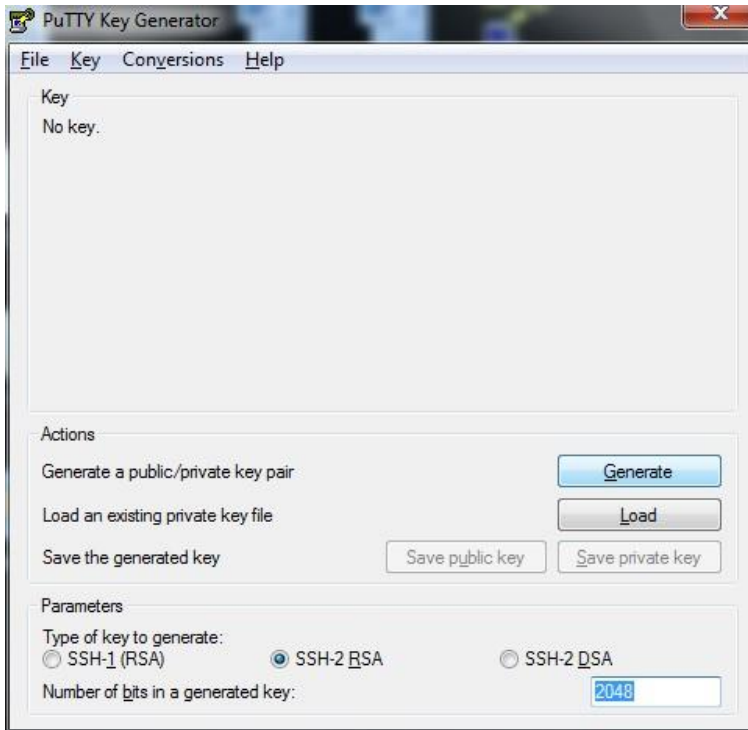 PuTTY Key Generator
X
File Key Conversions Help
Key
No key.
Actions
Generate a public/private key pair Generate
Load an existing private key file Load
Save the generated key Save public key Save private key
Parameters
Type of key to generate:
SSH-1 (RSA) SSH-2 RSA SSH-2 DSA
Number of bits in a generated key: 2048